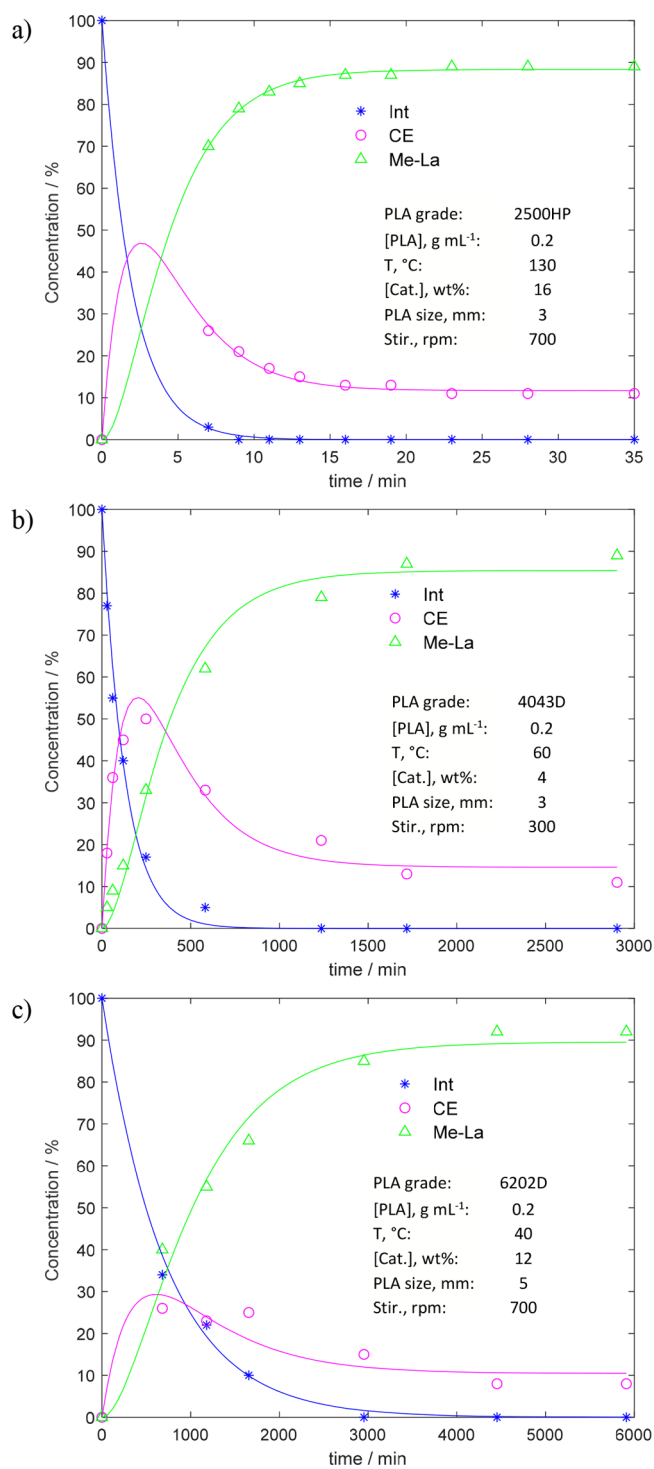 a)
100
90
80
70
60
50
40
30
20
10
0
Concentration / %
Int
CE
Me-La
PLA grade: 2500HP
[PLA], g mL⁻¹: 0.2
T, °C: 130
[Cat.], wt%: 16
PLA size, mm: 3
Stir., rpm: 700
0 5 10 15 20 25 30 35
time / min
b)
100
90
80
70
60
50
40
30
20
10
0
Concentration / %
Int
CE
Me-La
PLA grade: 4043D
[PLA], g mL⁻¹: 0.2
T, °C: 60
[Cat.], wt%: 4
PLA size, mm: 3
Stir., rpm: 300
0 500 1000 1500 2000 2500 3000
time / min
c)
100
90
80
70
60
50
40
30
20
10
0
Concentration / %
Int
CE
Me-La
PLA grade: 6202D
[PLA], g mL⁻¹: 0.2
T, °C: 40
[Cat.], wt%: 12
PLA size, mm: 5
Stir., rpm: 700
0 1000 2000 3000 4000 5000 6000
time / min